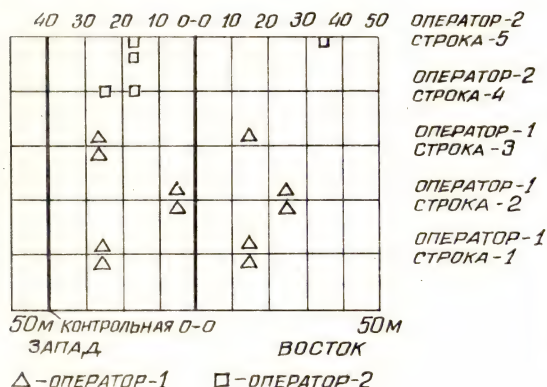 40 30 20 10 0-0 10 20 30 40 50
ОПЕРАТОР-2
СТРОКА-5
ОПЕРАТОР-2
СТРОКА-4
ОПЕРАТОР-1
СТРОКА-3
ОПЕРАТОР-1
СТРОКА-2
ОПЕРАТОР-1
СТРОКА-1
50М КОНТРОЛЬНАЯ 0-0 50М
ЗАПАД ВОСТОК
△-ОПЕРАТОР-1 □-ОПЕРАТОР-2